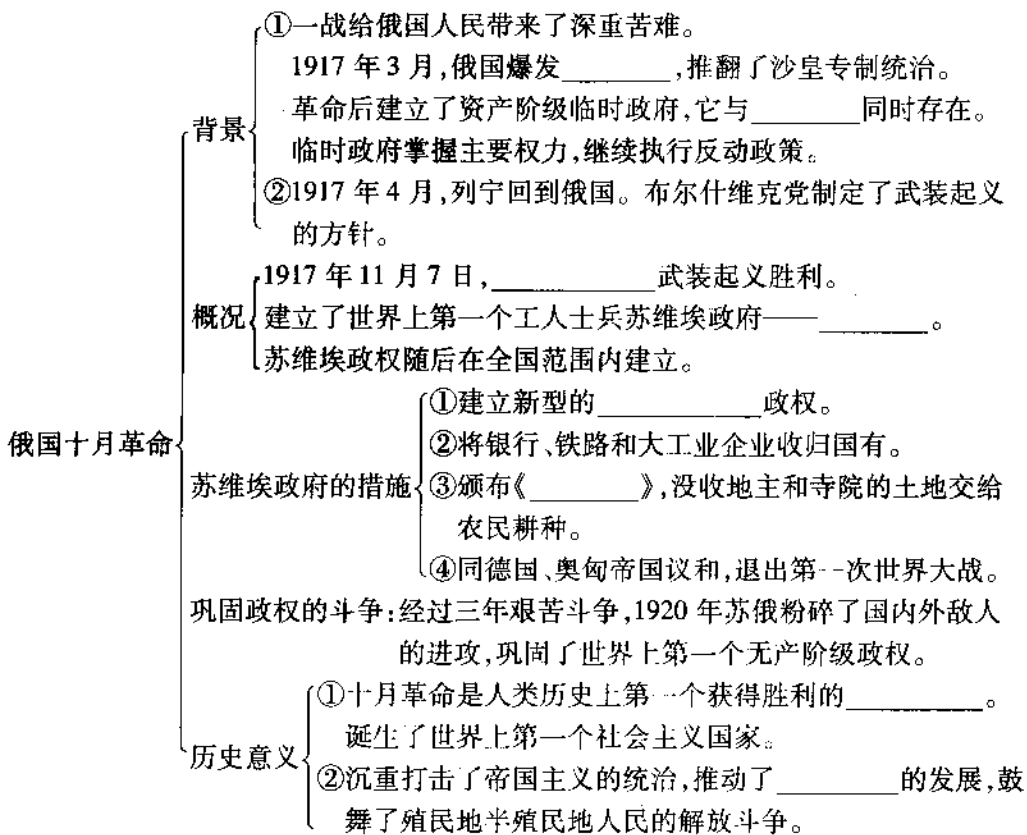 ①一战给俄国人民带来了深重苦难。
1917 年 3 月,俄国爆发________,推翻了沙皇专制统治。
革命后建立了资产阶级临时政府,它与________同时存在。
背景
临时政府掌握主要权力,继续执行反动政策。
②1917 年 4 月,列宁回到俄国。布尔什维克党制定了武装起义
的方针。
1917 年 11 月 7 日,____________武装起义胜利。
概况
建立了世界上第一个工人士兵苏维埃政府——________。
苏维埃政权随后在全国范围内建立。
①建立新型的____________政权。
俄国十月革命
②将银行、铁路和大工业企业收归国有。
苏维埃政府的措施
③颁布《________》,没收地主和寺院的土地交给
农民耕种。
④同德国、奥匈帝国议和,退出第一次世界大战。
巩固政权的斗争:经过三年艰苦斗争,1920 年苏俄粉碎了国内外敌人
的进攻,巩固了世界上第一个无产阶级政权。
①十月革命是人类历史上第一个获得胜利的__________。
诞生了世界上第一个社会主义国家。
历史意义
②沉重打击了帝国主义的统治,推动了_________的发展,鼓
舞了殖民地半殖民地人民的解放斗争。